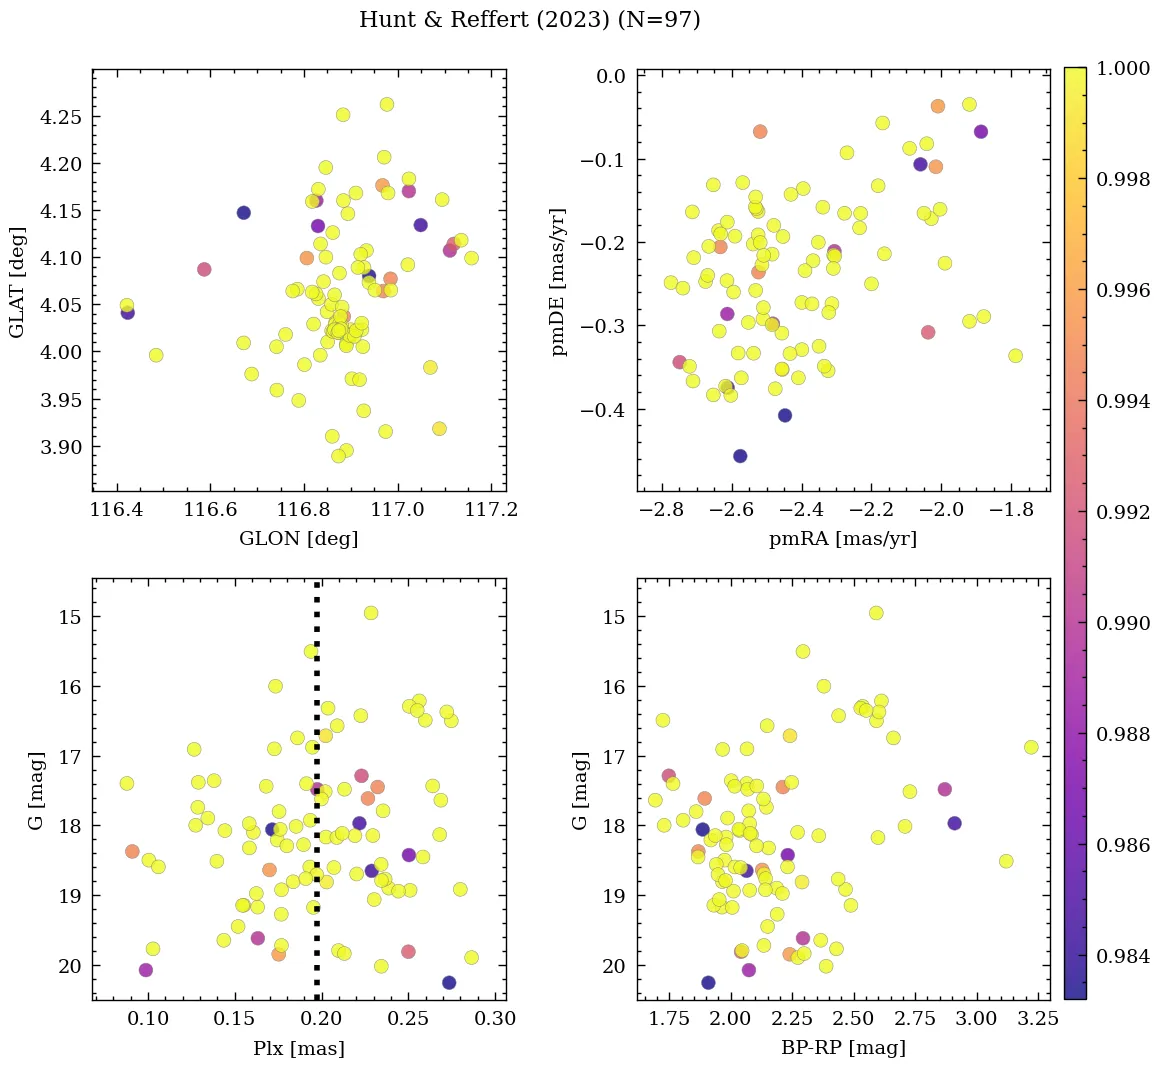 Hunt & Reffert (2023) (N=97)
4.25
4.20
4.15
4.10
4.05
4.00
3.95
3.90
GLAT [deg]
116.4 116.6 116.8 117.0 117.2
GLON [deg]
0.0
−0.1
−0.2
−0.3
−0.4
pmDE [mas/yr]
−2.8 −2.6 −2.4 −2.2 −2.0 −1.8
pmRA [mas/yr]
15
16
17
18
19
20
G [mag]
0.10 0.15 0.20 0.25 0.30
Plx [mas]
15
16
17
18
19
20
G [mag]
1.75 2.00 2.25 2.50 2.75 3.00 3.25
BP-RP [mag]
1.000
0.998
0.996
0.994
0.992
0.990
0.988
0.986
0.984